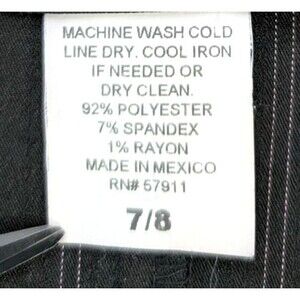 MACHINE WASH COLD
LINE DRY. COOL IRON
IF NEEDED OR
DRY CLEAN.
92% POLYESTER
7% SPANDEX
1% RAYON
MADE IN MEXICO
RN# 57911
7/8